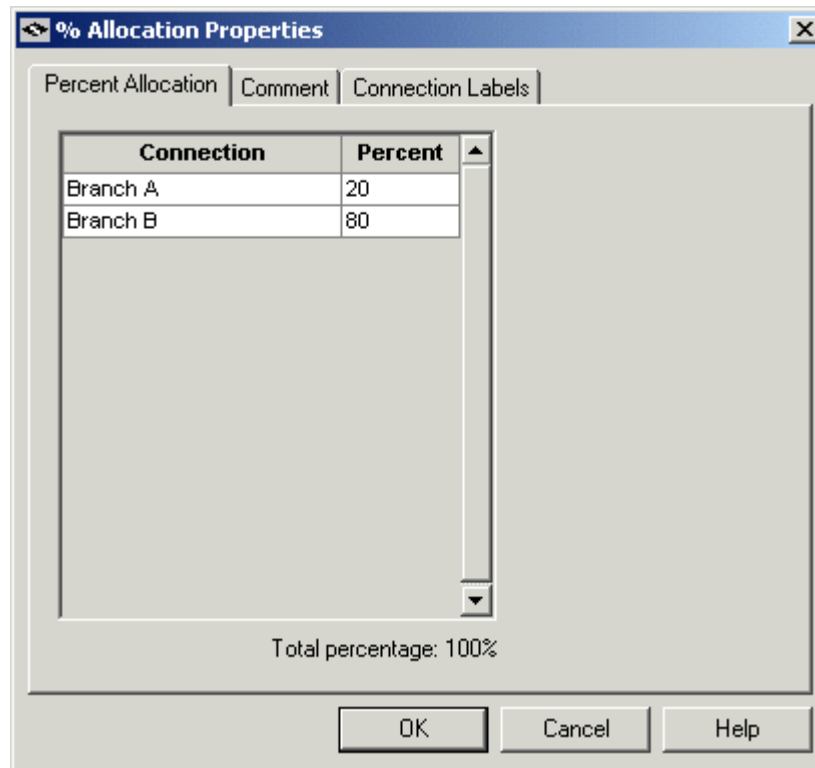 % Allocation Properties
Percent Allocation Comment Connection Labels
Connection Percent
Branch A 20
Branch B 80
Total percentage: 100%
OK Cancel Help